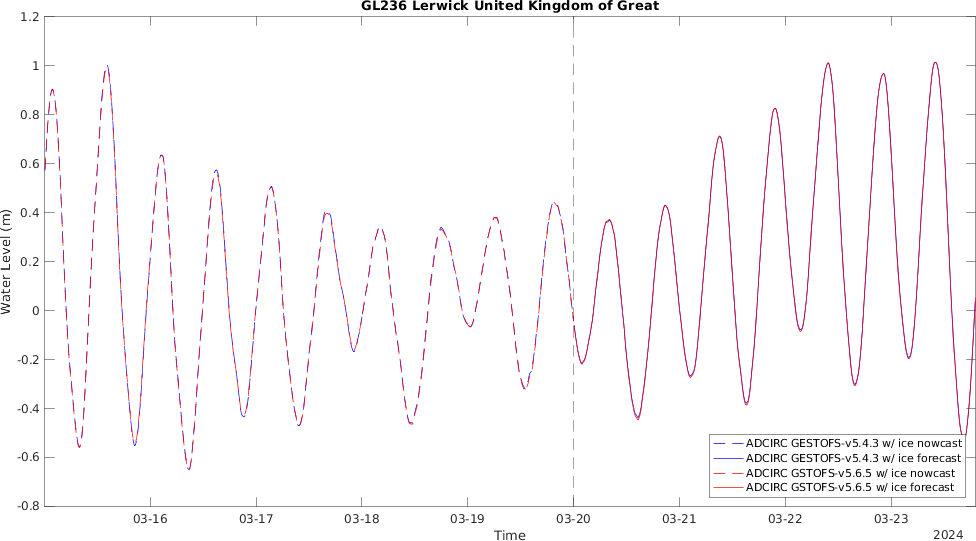 GL236 Lerwick United Kingdom of Great
1.2
1
0.8
0.6
0.4
0.2
0
-0.2
-0.4
-0.6
-0.8
Water Level (m)
03-16 03-17 03-18 03-19 03-20 03-21 03-22 03-23
Time
2024
ADCIRC GESTOFS-v5.4.3 w/ ice nowcast
ADCIRC GESTOFS-v5.4.3 w/ ice forecast
ADCIRC GSTOFS-v5.6.5 w/ ice nowcast
ADCIRC GSTOFS-v5.6.5 w/ ice forecast